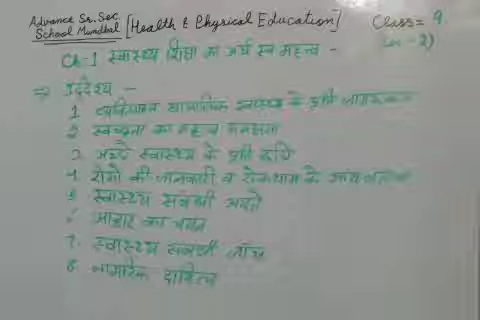 Advance Sr. Sec. School Mundhal [Health & Physical Education] Class = 9
Ch-1 स्वास्थ्य शिक्षा का अर्थ एवं महत्व -
⇒ उद्देश्य -
1. व्यक्तिगत सामाजिक स्वास्थ्य के प्रति जागरूकता
2. स्वच्छता का महत्व समझना
3. अच्छे स्वास्थ्य के प्रति रूचि
4. रोगों की जानकारी व रोकथाम के उपाय
5. स्वास्थ्य संबंधी आदतें
6. आहार का चयन
7. स्वास्थ्य संबंधी जाँच
8. नागरिक दायित्व